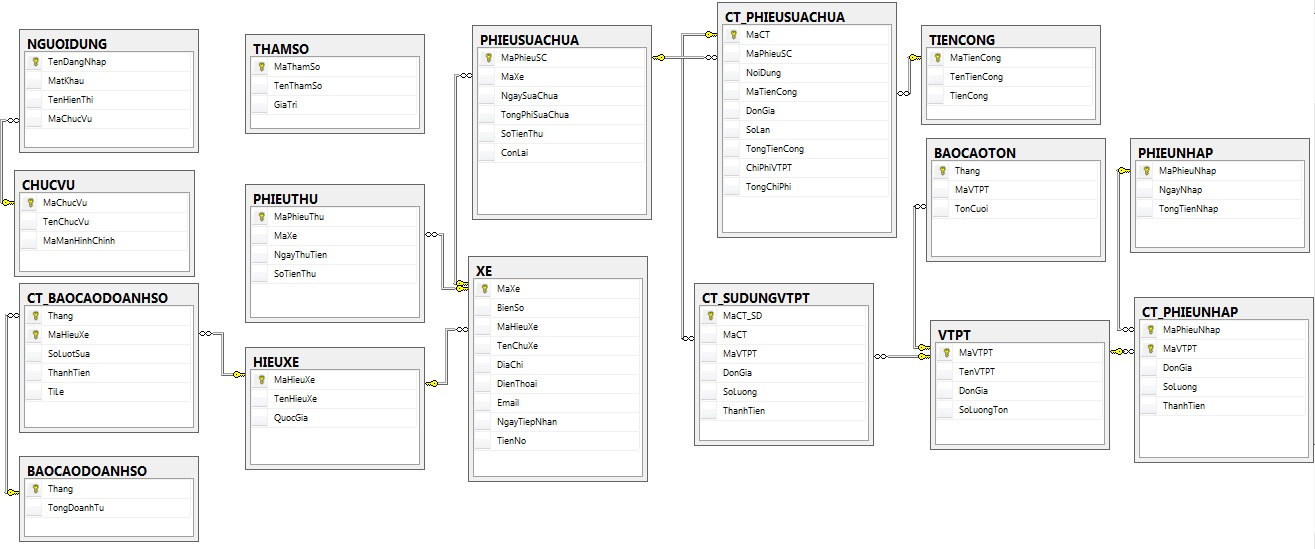 NGUOIDUNG
TenDangNhap
MatKhau
TenHienThi
MaChucVu
CHUCVU
MaChucVu
TenChucVu
MaManHinhChinh
CT_BAOCAODOANHSO
Thang
MaHieuXe
SoLuotSua
ThanhTien
TiLe
BAOCAODOANHSO
Thang
TongDoanhTu
THAMSO
MaThamSo
TenThamSo
GiaTri
PHIEUTHU
MaPhieuThu
MaXe
NgayThuTien
SoTienThu
HIEUXE
MaHieuXe
TenHieuXe
QuocGia
PHIEUSUACHUA
MaPhieuSC
MaXe
NgaySuaChua
TongPhiSuaChua
SoTienThu
ConLai
XE
MaXe
BienSo
MaHieuXe
TenChuXe
DiaChi
DienThoai
Email
NgayTiepNhan
TienNo
CT_PHIEUSUACHUA
MaCT
MaPhieuSC
NoiDung
MaTienCong
DonGia
SoLan
TongTienCong
ChiPhiVTPT
TongChiPhi
CT_SUDUNGVTPT
MaCT_SD
MaCT
MaVTPT
DonGia
SoLuong
ThanhTien
TIENCONG
MaTienCong
TenTienCong
TienCong
BAOCAOTON
Thang
MaVTPT
TonCuoi
VTPT
MaVTPT
TenVTPT
DonGia
SoLuongTon
PHIEUNHAP
MaPhieuNhap
NgayNhap
TongTienNhap
CT_PHIEUNHAP
MaPhieuNhap
MaVTPT
DonGia
SoLuong
ThanhTien